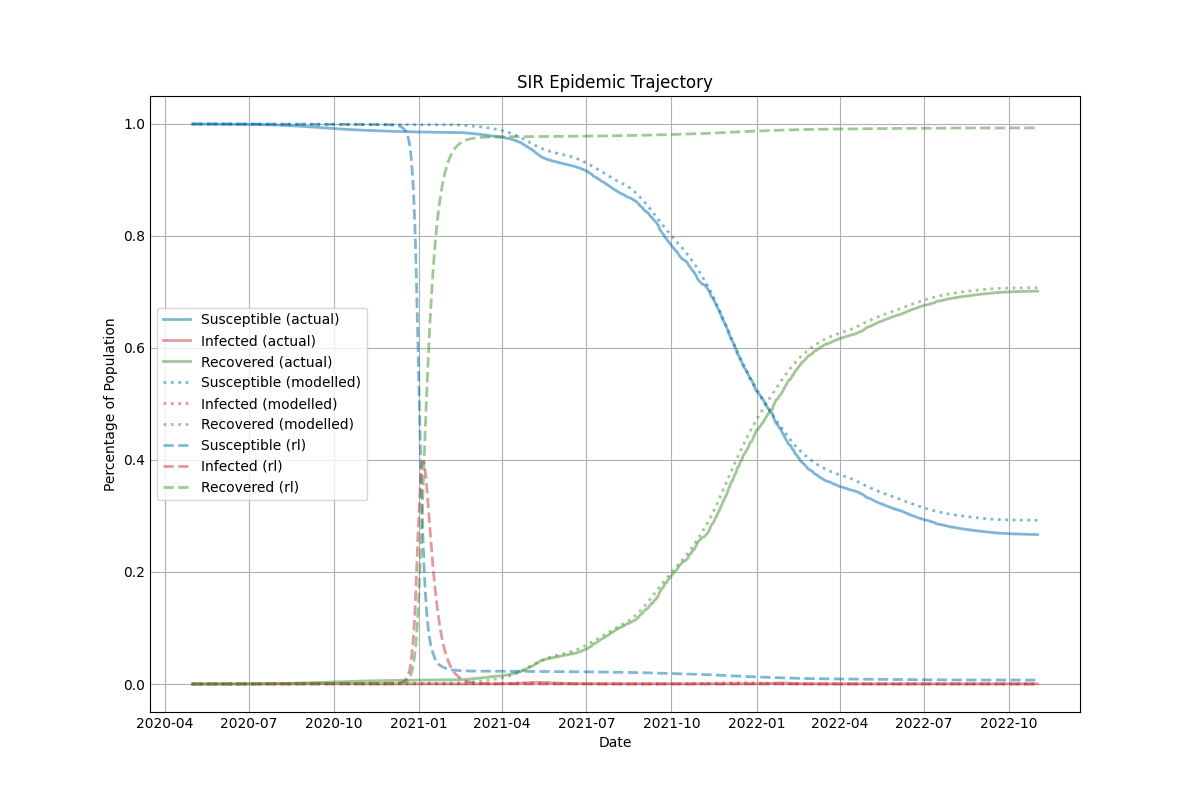 SIR Epidemic Trajectory
1.0
0.8
0.6
0.4
0.2
0.0
Percentage of Population
Susceptible (actual)
Infected (actual)
Recovered (actual)
Susceptible (modelled)
Infected (modelled)
Recovered (modelled)
Susceptible (rl)
Infected (rl)
Recovered (rl)
2020-04 2020-07 2020-10 2021-01 2021-04 2021-07 2021-10 2022-01 2022-04 2022-07 2022-10
Date